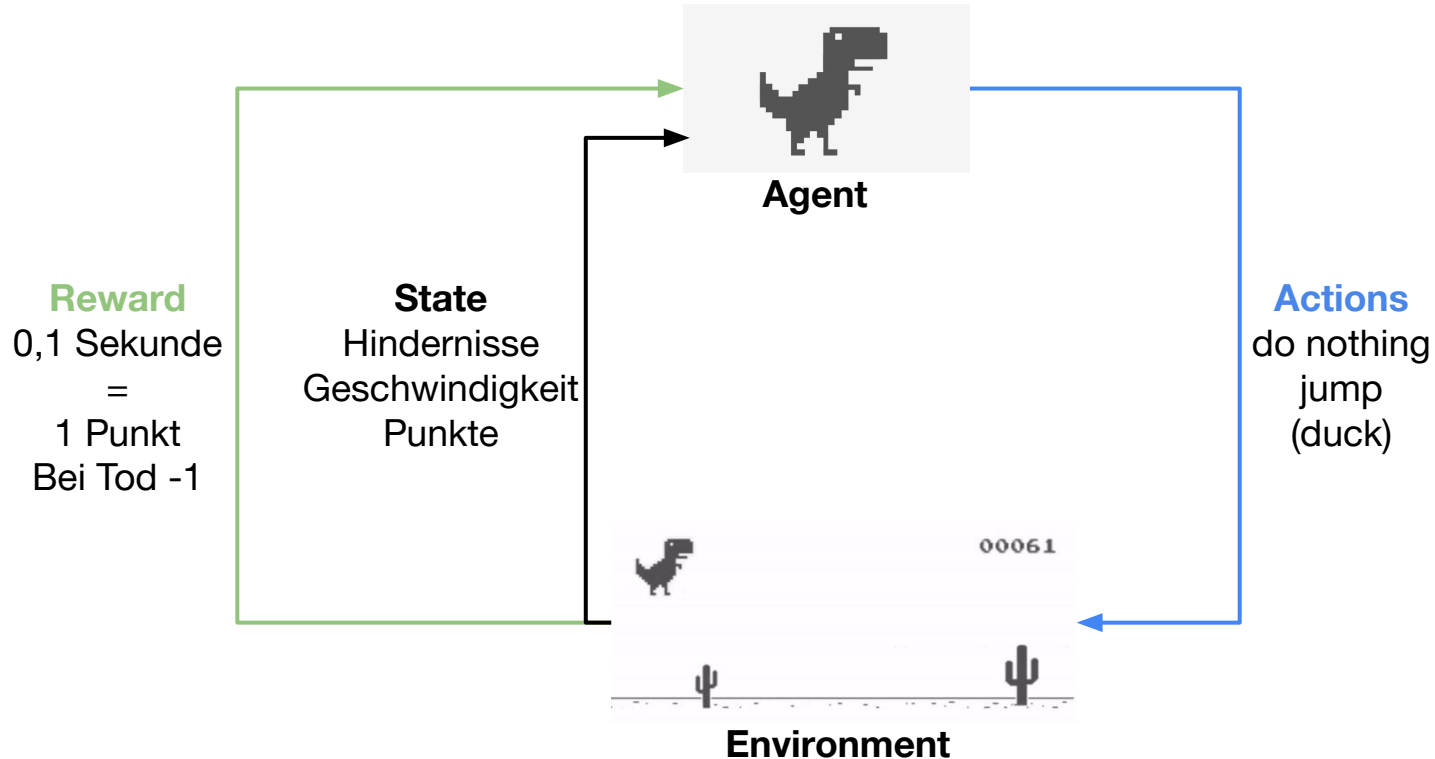 Agent
Reward
0,1 Sekunde
=
1 Punkt
Bei Tod -1
State
Hindernisse
Geschwindigkeit
Punkte
Actions
do nothing
jump
(duck)
00061
Environment